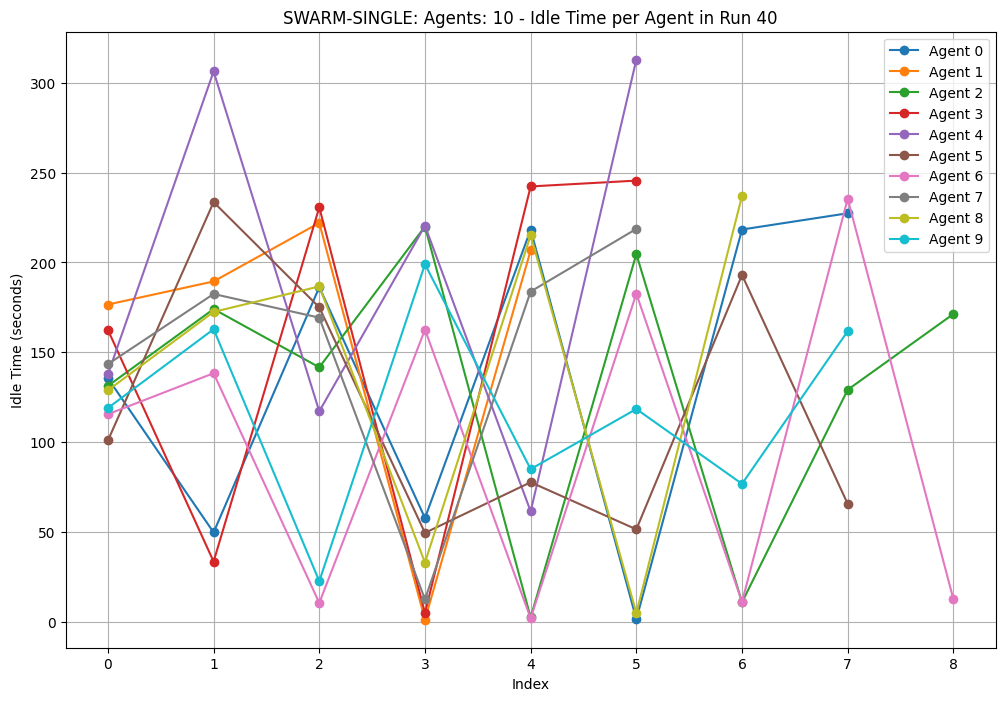 SWARM-SINGLE: Agents: 10 - Idle Time per Agent in Run 40
Agent 0
Agent 1
Agent 2
Agent 3
Agent 4
Agent 5
Agent 6
Agent 7
Agent 8
Agent 9
Idle Time (seconds)
300
250
200
150
100
50
0
0 1 2 3 4 5 6 7 8
Index